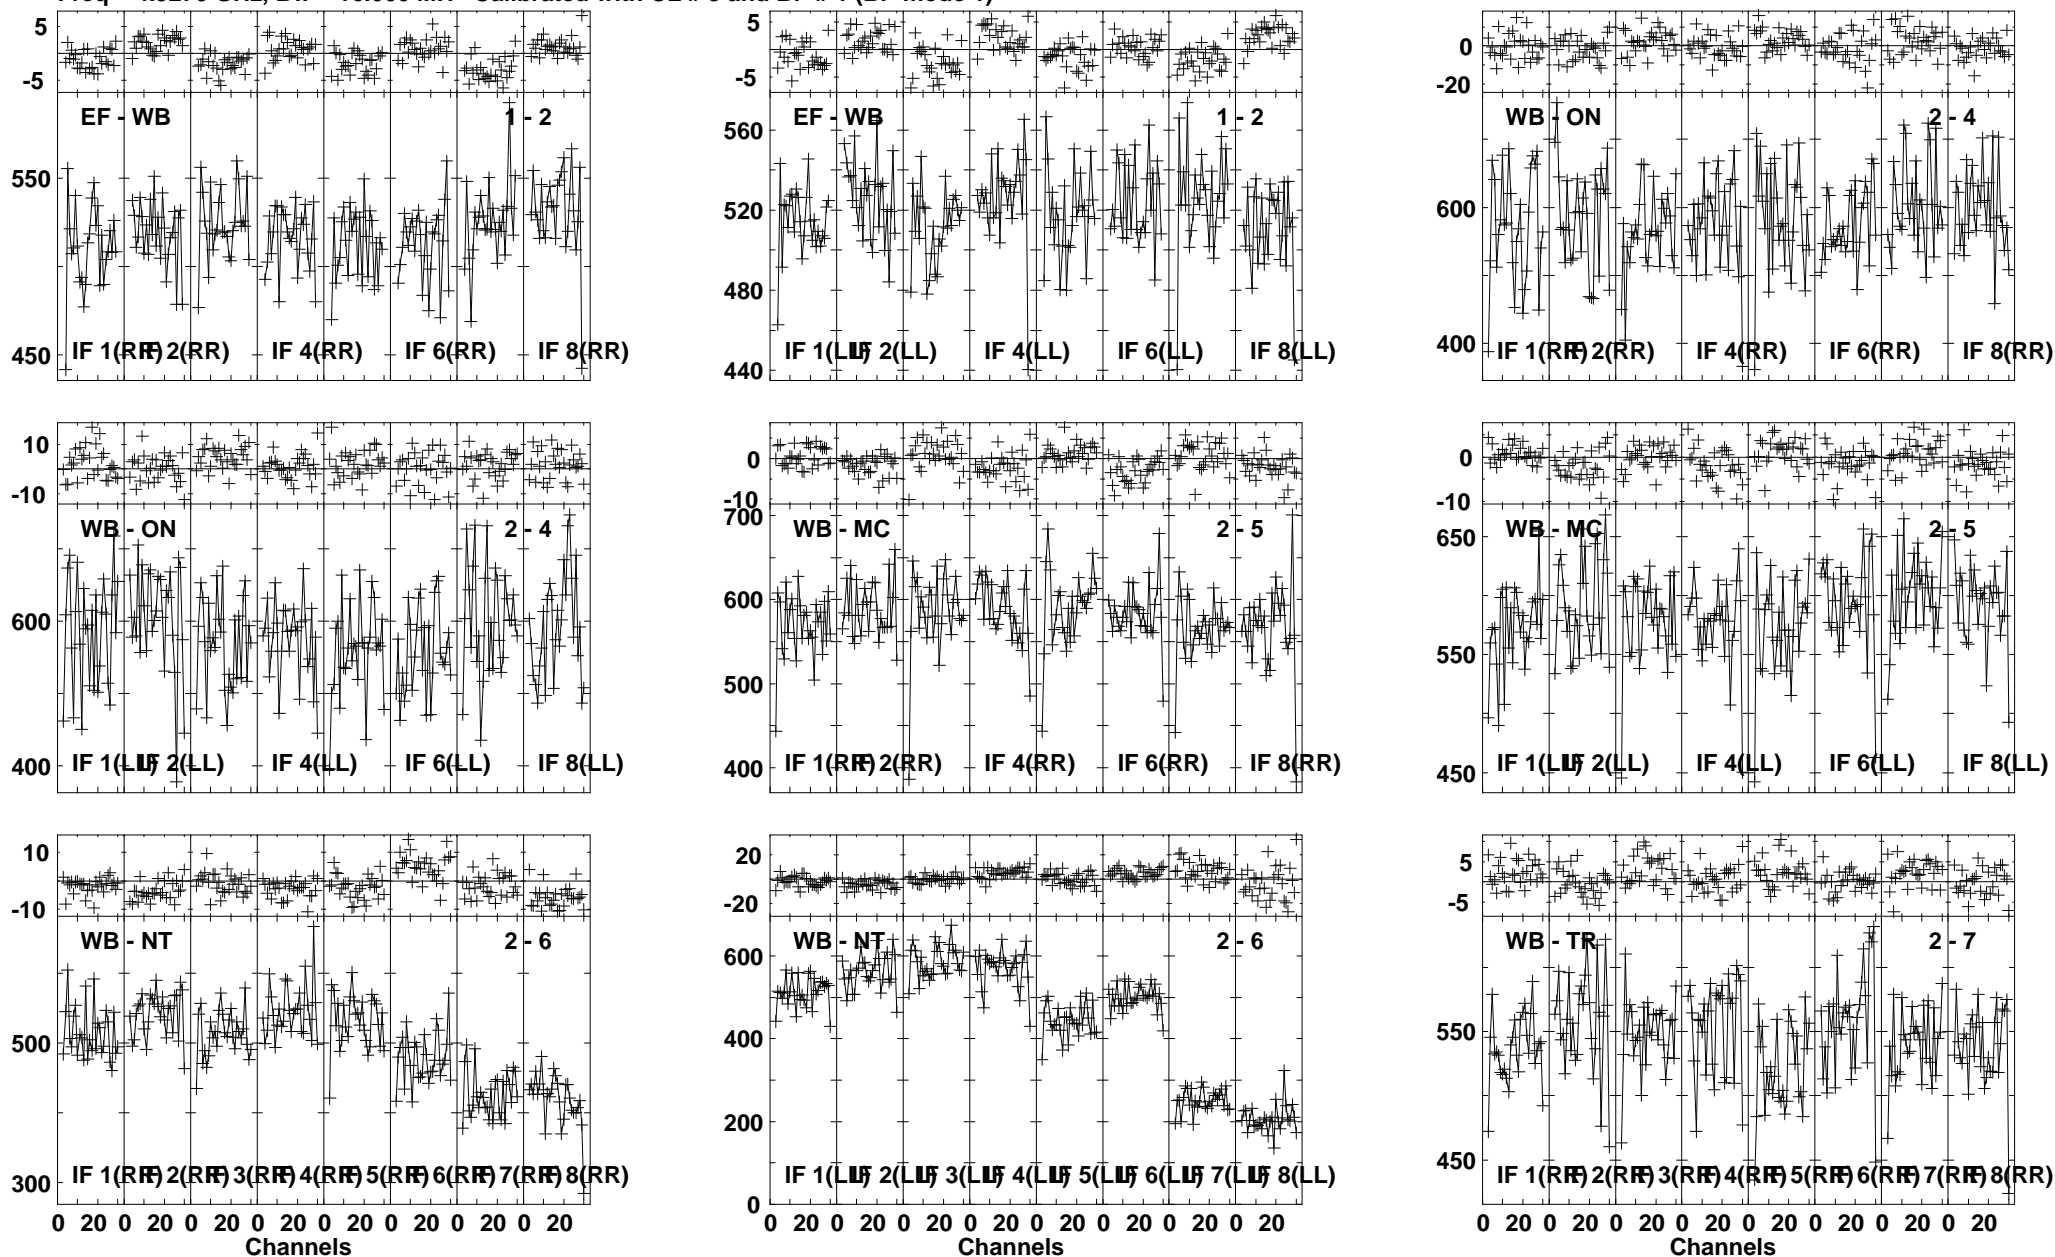 5
-5
EF - WB 1 - 2
550
450
IF 1(RR) IF 2(RR) IF 4(RR) IF 6(RR) IF 8(RR)
5
-5
EF - WB 1 - 2
560
520
480
440
IF 1(LL) IF 2(LL) IF 4(LL) IF 6(LL) IF 8(LL)
0
-20
WB - ON 2 - 4
600
400
IF 1(RR) IF 2(RR) IF 4(RR) IF 6(RR) IF 8(RR)
10
-10
WB - ON 2 - 4
600
400
IF 1(LL) IF 2(LL) IF 4(LL) IF 6(LL) IF 8(LL)
0
-10
700
WB - MC 2 - 5
600
500
400
IF 1(RR) IF 2(RR) IF 4(RR) IF 6(RR) IF 8(RR)
0
-10
WB - MC 2 - 5
650
550
450
IF 1(LL) IF 2(LL) IF 4(LL) IF 6(LL) IF 8(LL)
10
-10
WB - NT 2 - 6
500
300
IF 1(RR) IF 2(RR) IF 3(RR) IF 4(RR) IF 5(RR) IF 6(RR) IF 7(RR) IF 8(RR)
0 20 0 20 0 20 0 20 0 20 0 20 0 20 0 20
Channels
20
-20
WB - NT 2 - 6
600
400
200
0
IF 1(LL) IF 2(LL) IF 3(LL) IF 4(LL) IF 5(LL) IF 6(LL) IF 7(LL) IF 8(LL)
0 20 0 20 0 20 0 20 0 20 0 20 0 20 0 20
Channels
5
-5
WB - TR 2 - 7
550
450
IF 1(RR) IF 2(RR) IF 3(RR) IF 4(RR) IF 5(RR) IF 6(RR) IF 7(RR) IF 8(RR)
0 20 0 20 0 20 0 20 0 20 0 20 0 20 0 20
Channels